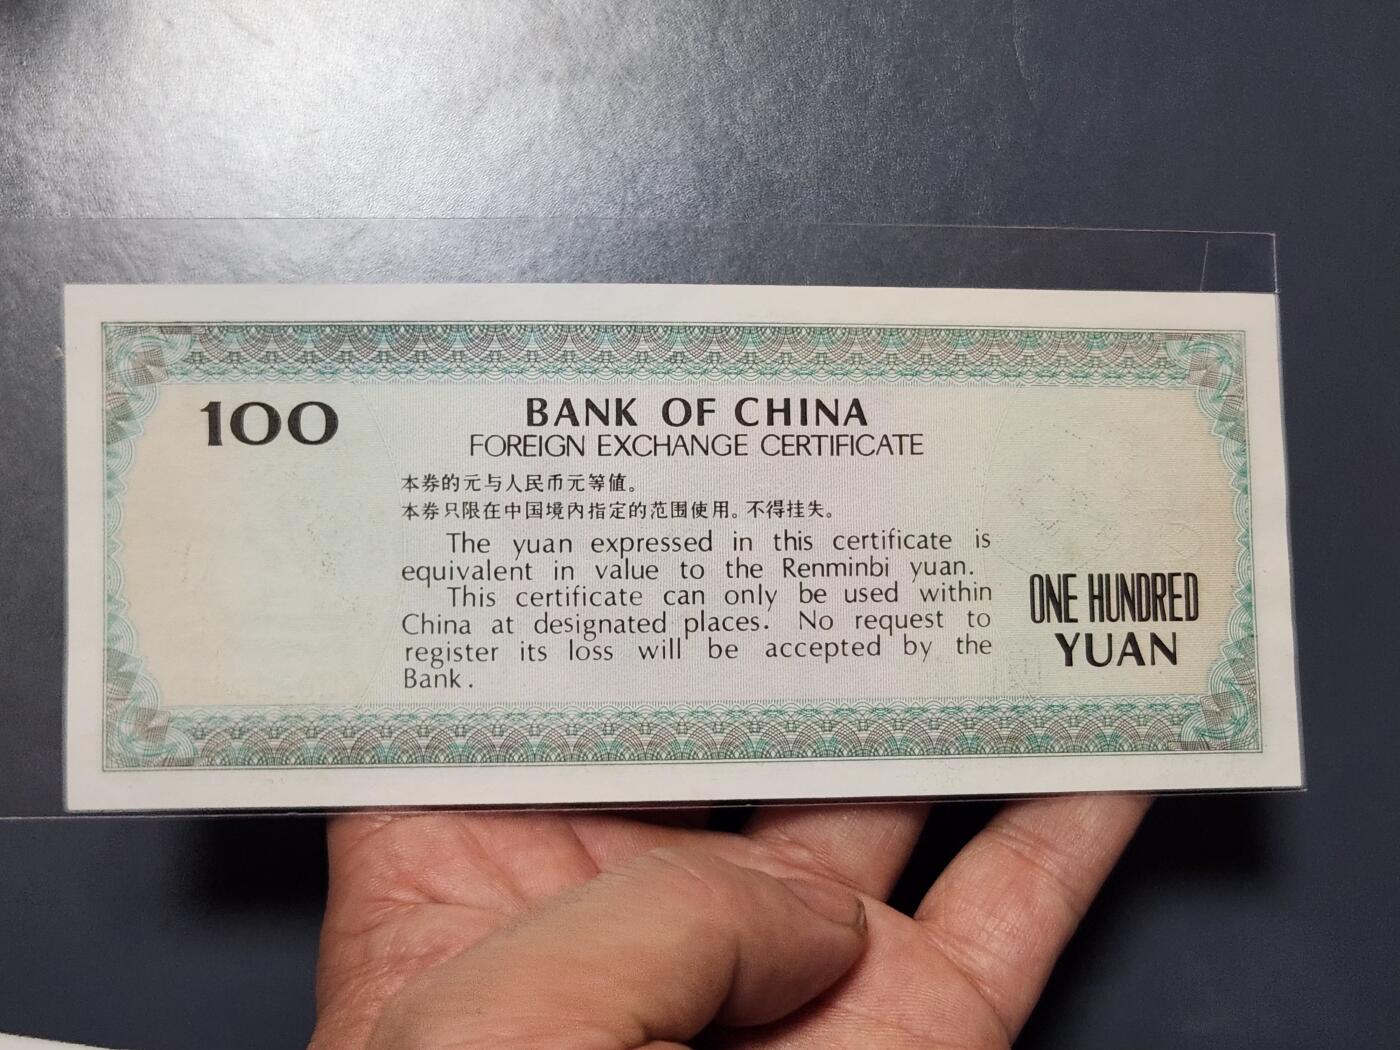 100
BANK OF CHINA
FOREIGN EXCHANGE CERTIFICATE
本券的元与人民币元等值。
本券只限在中国境内指定的范围使用。不得挂失。
The yuan expressed in this certificate is
equivalent in value to the Renminbi yuan.
This certificate can only be used within
China at designated places. No request to
register its loss will be accepted by the
Bank.
ONE HUNDRED
YUAN